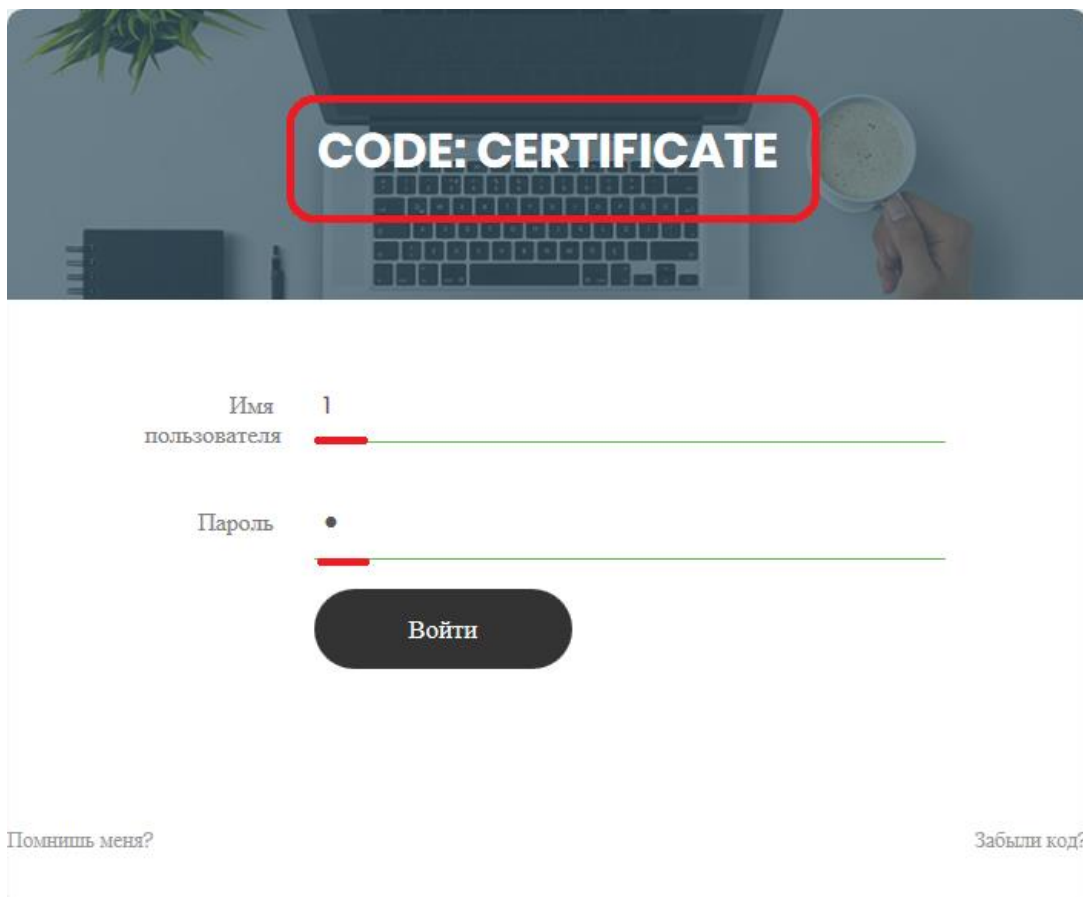 CODE: CERTIFICATE
Имя
пользователя
1
Пароль
•
Войти
Помнишь меня?
Забыли код?